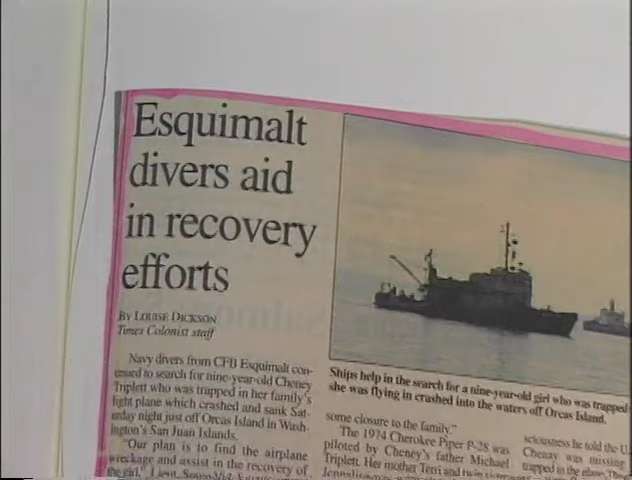 Esquimalt
divers aid
in recovery
efforts
BY LOUISE DICKSON
Times Colonist staff
Navy divers from CFB Esquimalt con-
tinued to search for nine-year-old Cheney
Triplett who was trapped in her family's
light plane which crashed and sank Sat-
urday night just off Orcas Island in Wash-
ington's San Juan Islands.
"Our plan is to find the airplane
wreckage and assist in the recovery of
the girl," Lieut.
Ships help in the search for a nine-year-old girl who was trapped
she was flying in crashed into the waters off Orcas Island.
some closure to the family."
The 1974 Cherokee Piper P-28 was
piloted by Cheney's father Michael
Triplett. Her mother Terri and twin
sciousness he told the U.
Cheney was missing
trapped in the